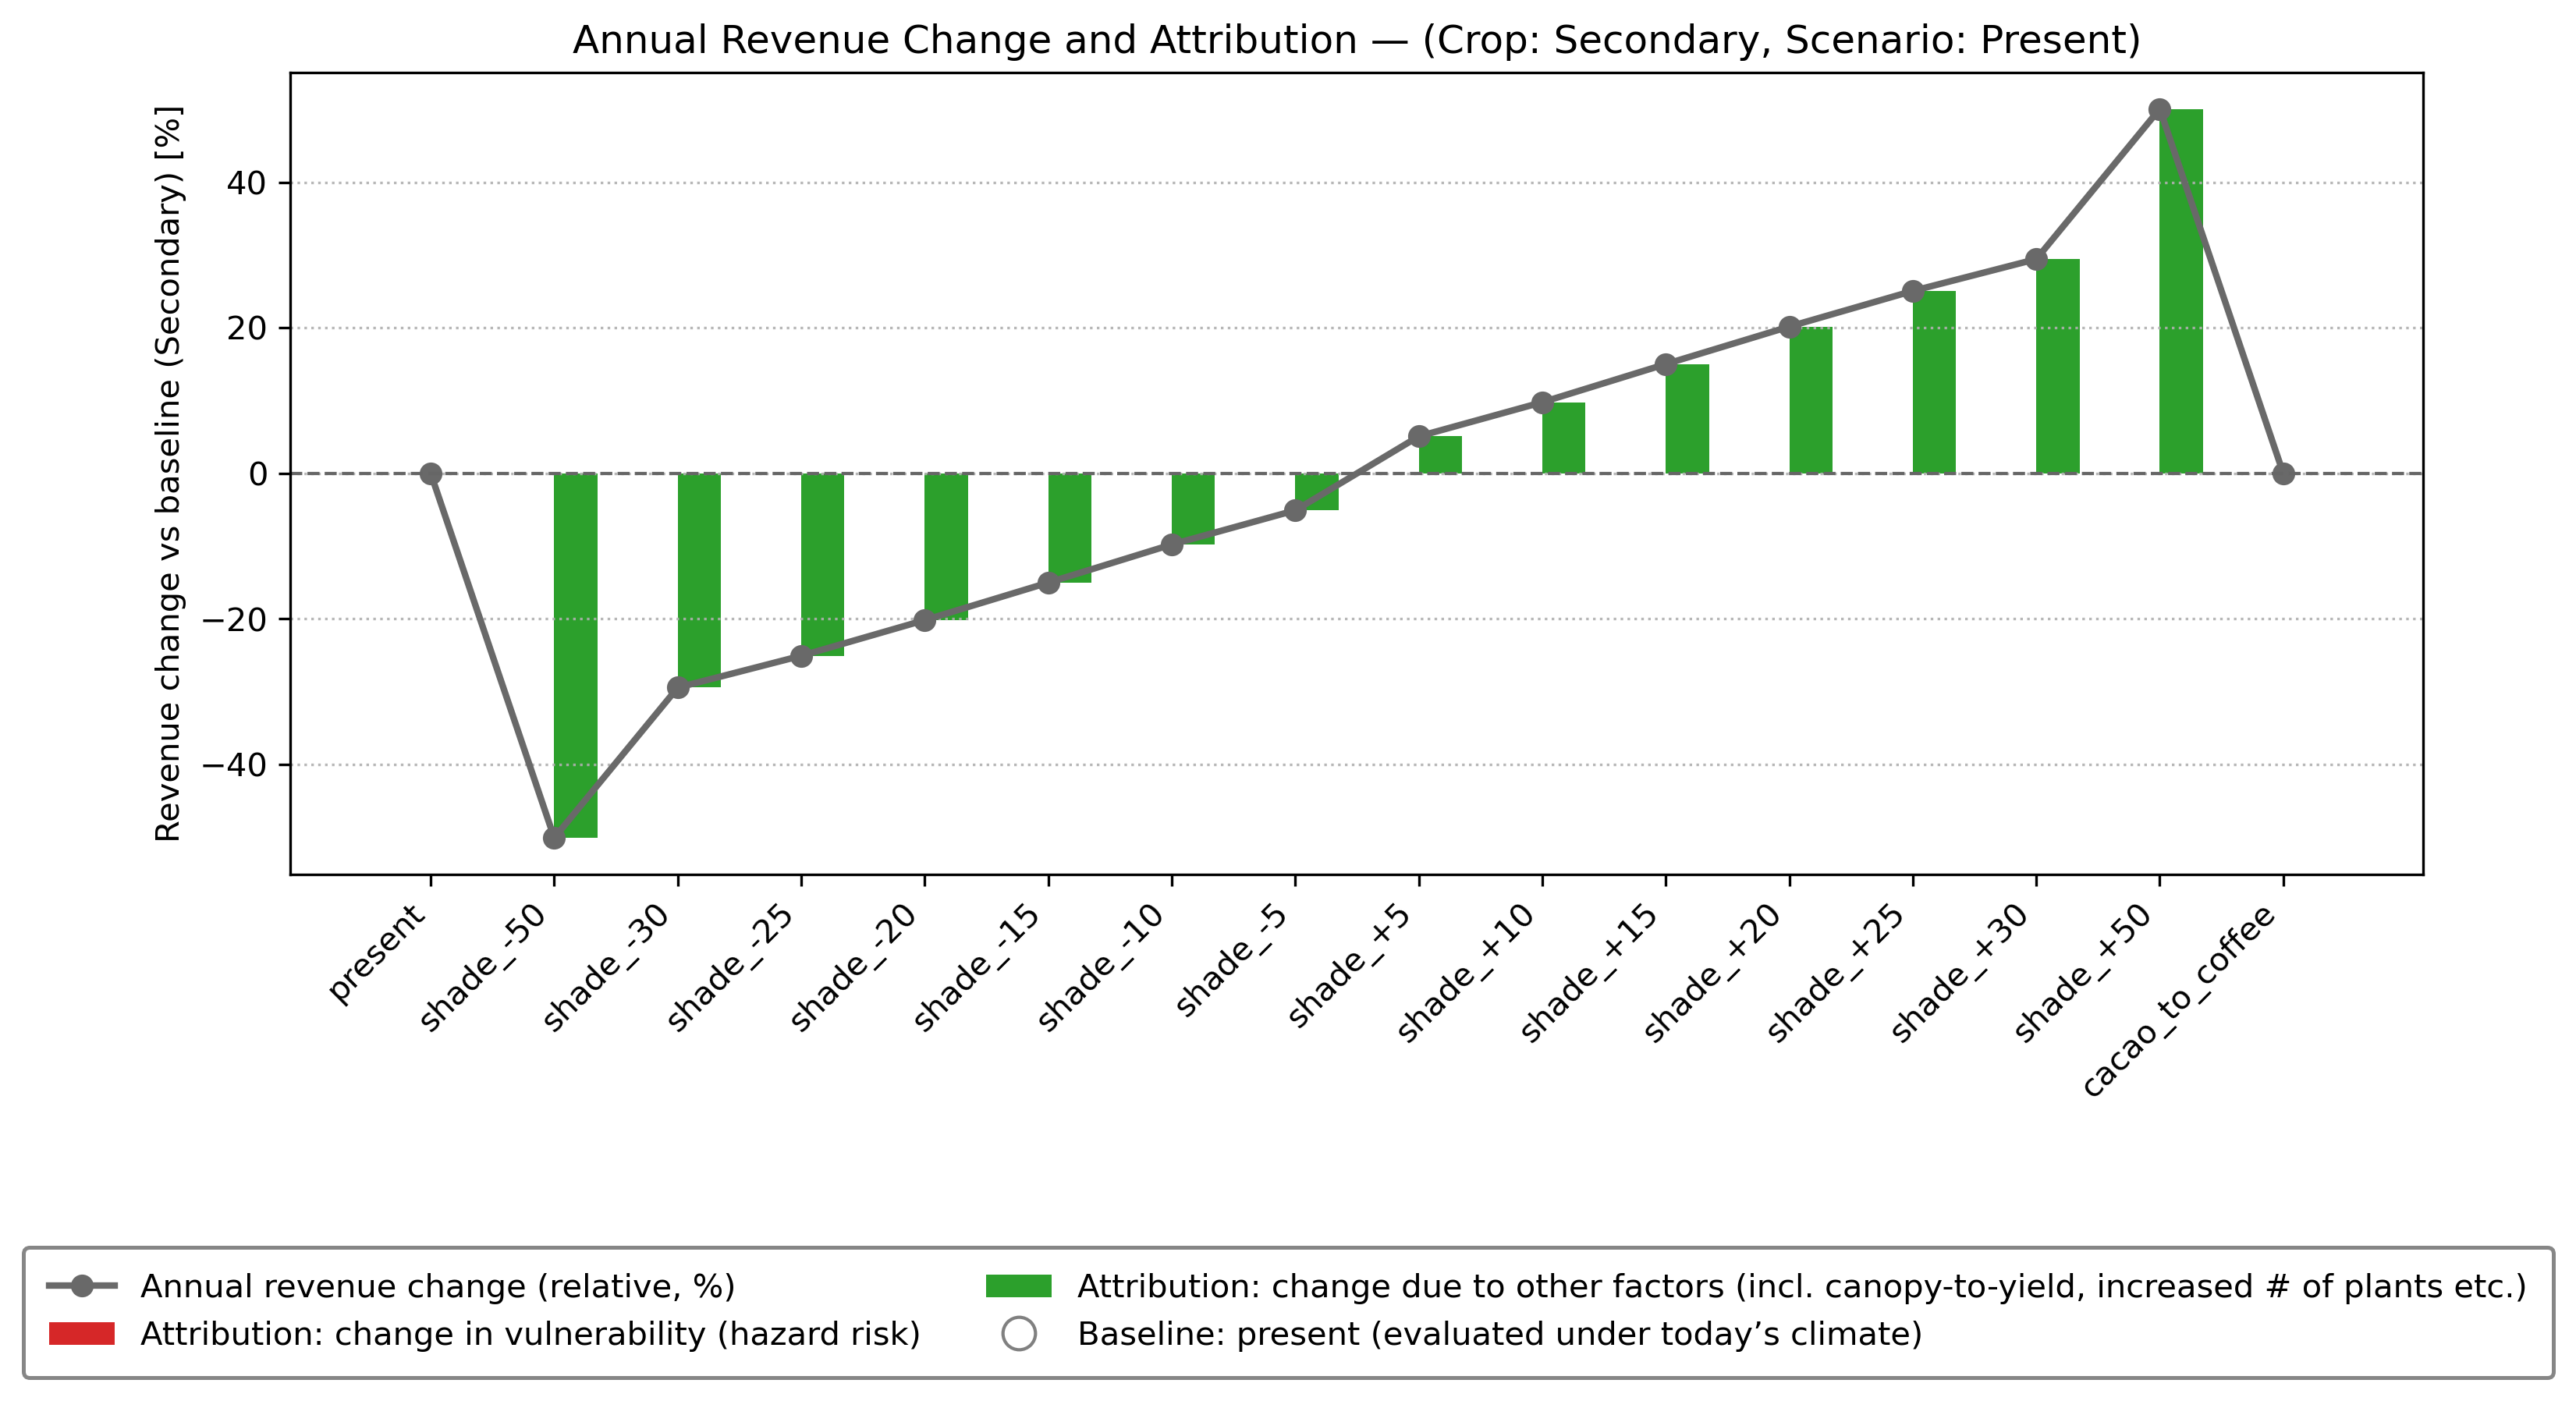 Annual Revenue Change and Attribution — (Crop: Secondary, Scenario: Present)
Revenue change vs baseline (Secondary) [%]
40
20
0
−20
−40
present
shade_-50
shade_-30
shade_-25
shade_-20
shade_-15
shade_-10
shade_-5
shade_+5
shade_+10
shade_+15
shade_+20
shade_+25
shade_+30
shade_+50
cacao_to_coffee
Annual revenue change (relative, %)
Attribution: change in vulnerability (hazard risk)
Attribution: change due to other factors (incl. canopy-to-yield, increased # of plants etc.)
Baseline: present (evaluated under today’s climate)